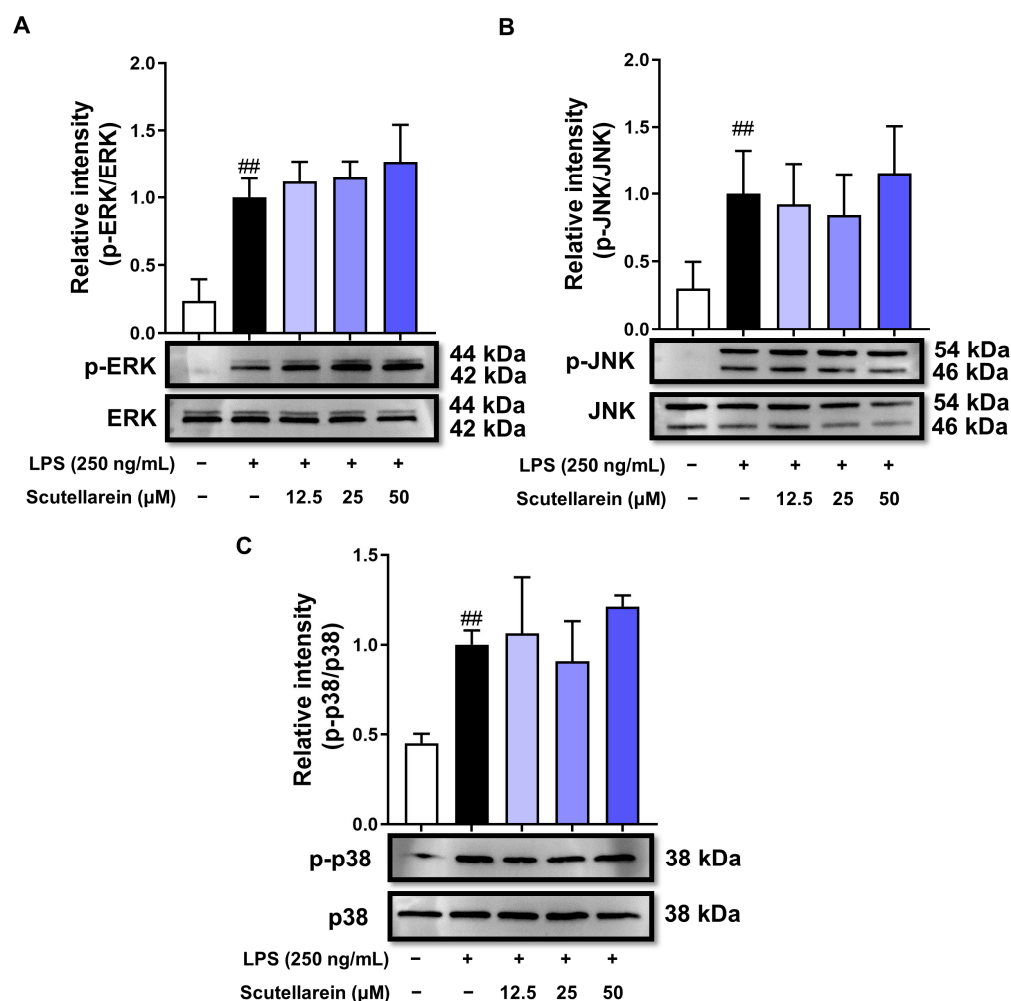 A
Relative intensity
(p-ERK/ERK)
2.0
1.5
1.0
0.5
0.0
##
p-ERK
44 kDa
42 kDa
ERK
44 kDa
42 kDa
LPS (250 ng/mL) − + + + +
Scutellarein (µM) − − 12.5 25 50
B
Relative intensity
(p-JNK/JNK)
2.0
1.5
1.0
0.5
0.0
##
p-JNK
54 kDa
46 kDa
JNK
54 kDa
46 kDa
LPS (250 ng/mL) − + + + +
Scutellarein (µM) − − 12.5 25 50
C
Relative intensity
(p-p38/p38)
1.5
1.0
0.5
0.0
##
p-p38
38 kDa
p38
38 kDa
LPS (250 ng/mL) − + + + +
Scutellarein (µM) − − 12.5 25 50